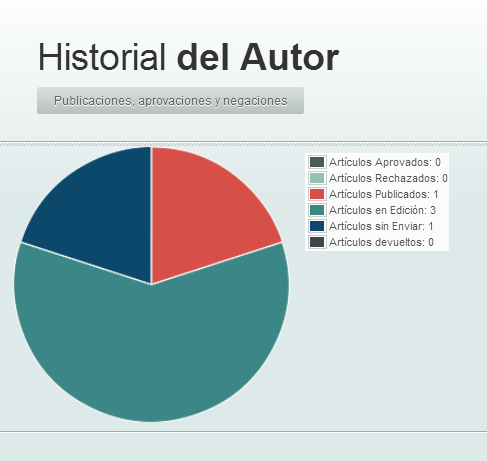 Historial del Autor
Publicaciones, aprovaciones y negaciones
Artículos Aprovados: 0
Artículos Rechazados: 0
Artículos Publicados: 1
Artículos en Edición: 3
Artículos sin Enviar: 1
Artículos devueltos: 0